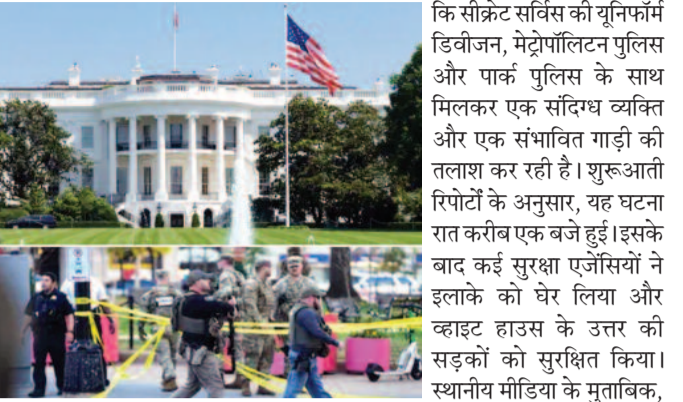 कि सीक्रेट सर्विस की यूनिफॉर्म
डिवीजन, मेट्रोपॉलिटन पुलिस
और पार्क पुलिस के साथ
मिलकर एक संदिग्ध व्यक्ति
और एक संभावित गाड़ी की
तलाश कर रही है। शुरूआती
रिपोर्टों के अनुसार, यह घटना
रात करीब एक बजे हुई। इसके
बाद कई सुरक्षा एजेंसियों ने
इलाके को घेर लिया और
व्हाइट हाउस के उत्तर की
सड़कों को सुरक्षित किया।
स्थानीय मीडिया के मुताबिक,